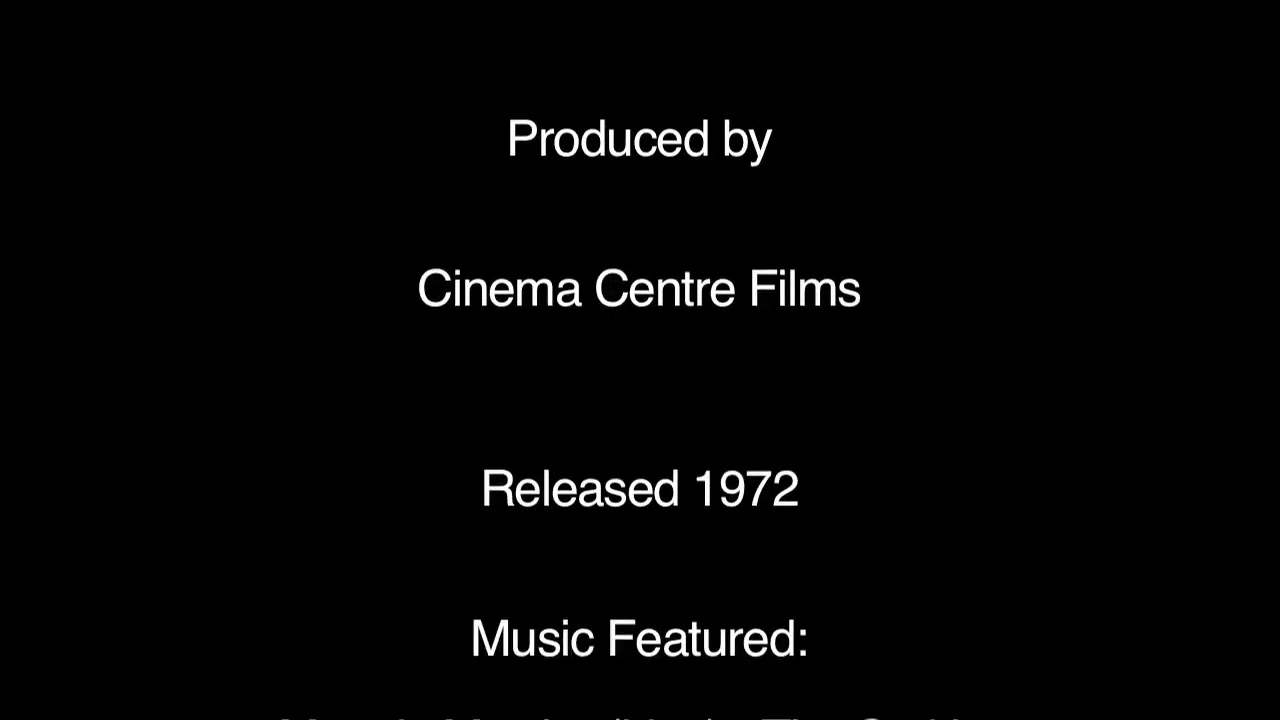 Produced by
Cinema Centre Films
Released 1972
Music Featured: